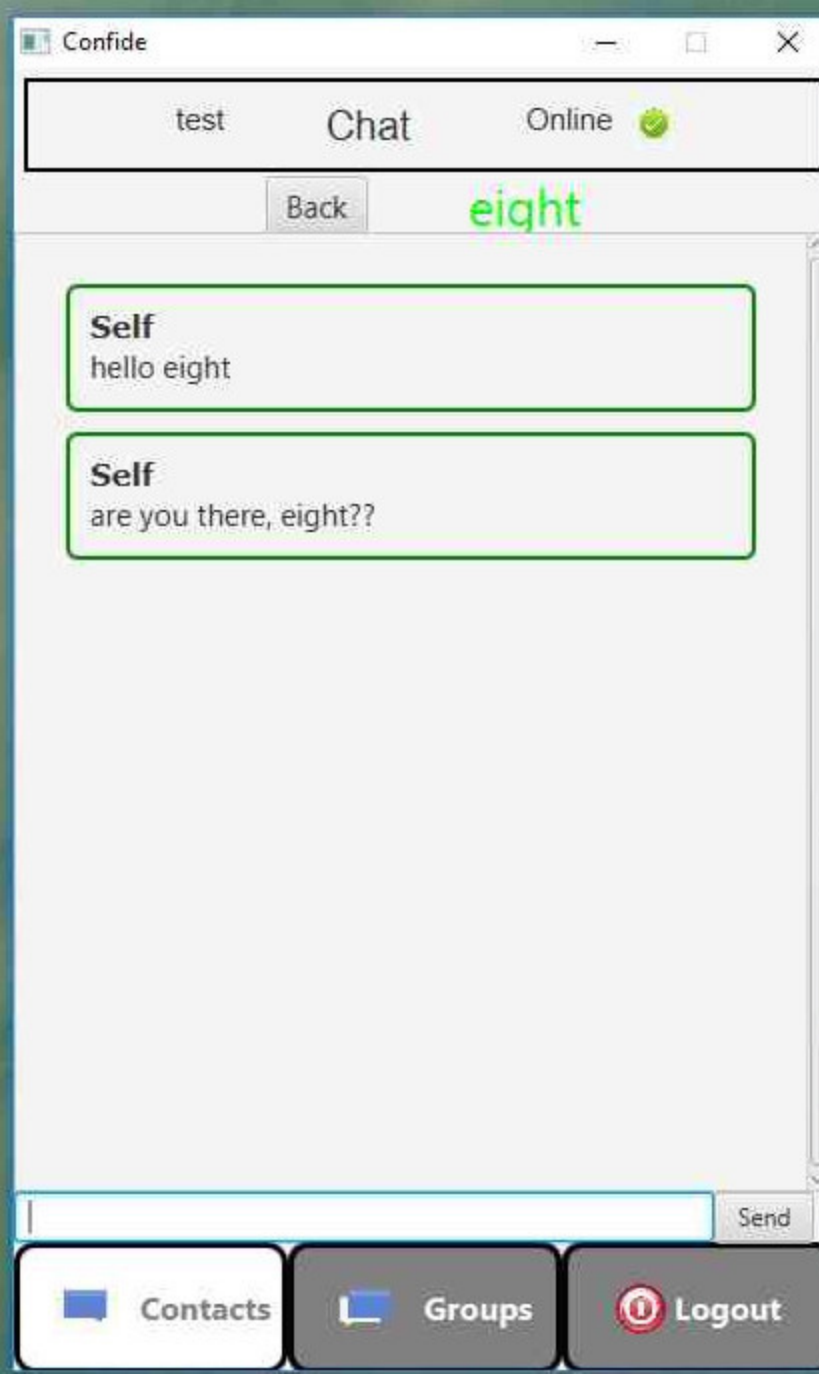 Confide
test Chat Online
Back eight
Self
hello eight
Self
are you there, eight??
Send
Contacts Groups Logout